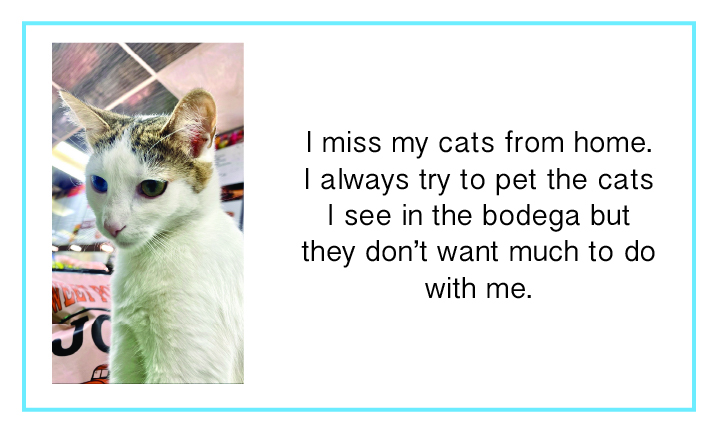 I miss my cats from home.
I always try to pet the cats
I see in the bodega but
they don’t want much to do
with me.
JO